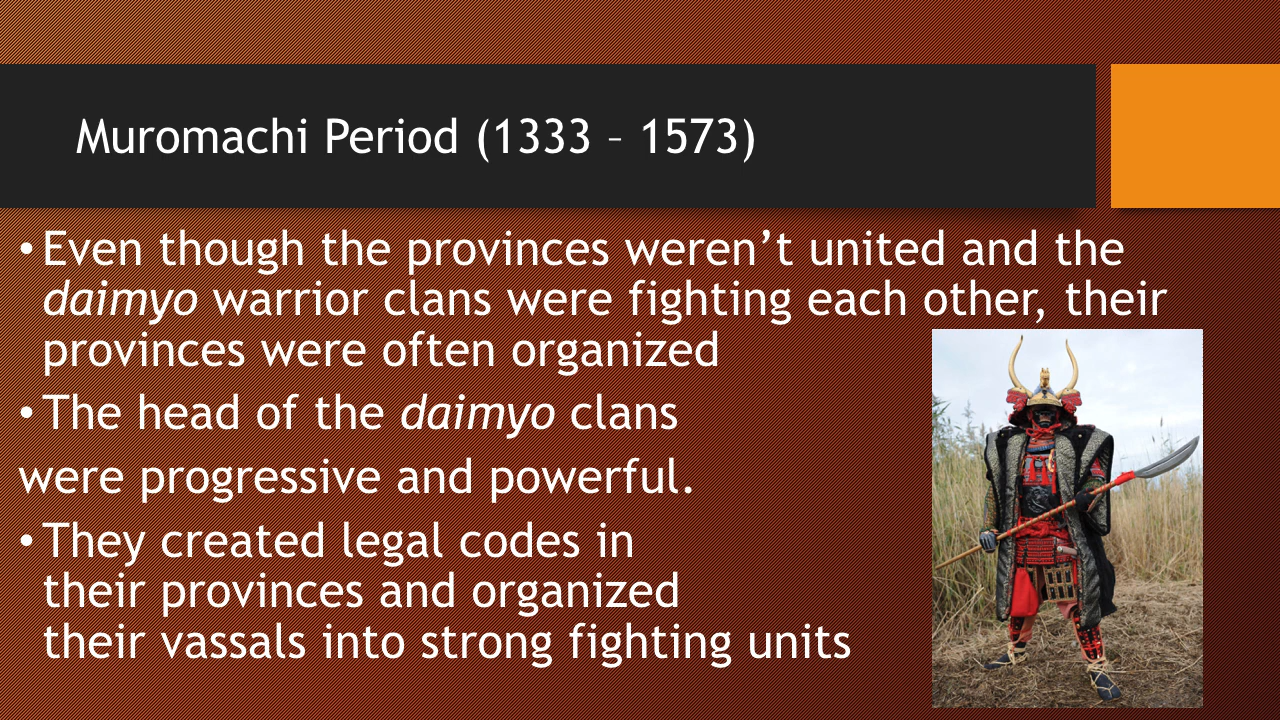 Muromachi Period (1333 – 1573)
•Even though the provinces weren’t united and the
daimyo warrior clans were fighting each other, their
provinces were often organized
•The head of the daimyo clans
were progressive and powerful.
•They created legal codes in
their provinces and organized
their vassals into strong fighting units